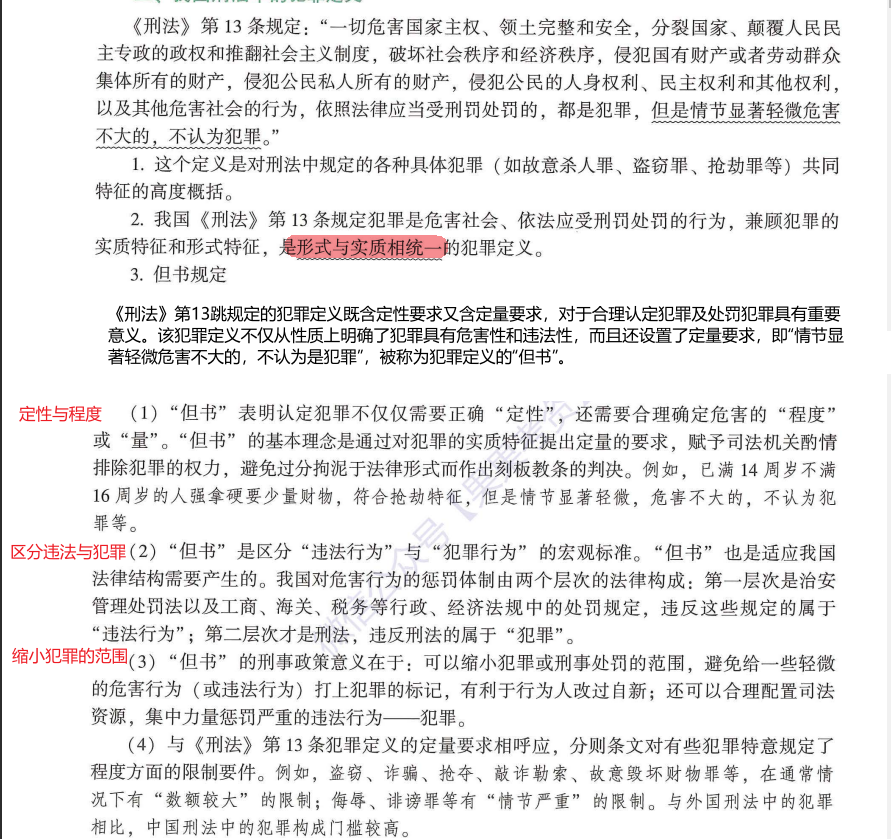 《刑法》第 13 条规定：“一切危害国家主权、领土完整和安全，分裂国家、颠覆人民民
主专政的政权和推翻社会主义制度，破坏社会秩序和经济秩序，侵犯国有财产或者劳动群众
集体所有的财产，侵犯公民私人所有的财产，侵犯公民的人身权利、民主权利和其他权利，
以及其他危害社会的行为，依照法律应当受刑罚处罚的，都是犯罪，但是情节显著轻微危害
不大的，不认为犯罪。”
1. 这个定义是对刑法中规定的各种具体犯罪（如故意杀人罪、盗窃罪、抢劫罪等）共同
特征的高度概括。
2. 我国《刑法》第 13 条规定犯罪是危害社会、依法应受刑罚处罚的行为，兼顾犯罪的
实质特征和形式特征，是形式与实质相统一的犯罪定义。
3. 但书规定
《刑法》第13跳规定的犯罪定义既含定性要求又含定量要求，对于合理认定犯罪及处罚犯罪具有重要
意义。该犯罪定义不仅从性质上明确了犯罪具有危害性和违法性，而且还设置了定量要求，即“情节显
著轻微危害不大的，不认为是犯罪”，被称为犯罪定义的“但书”。
定性与程度
（1）“但书”表明认定犯罪不仅仅需要正确“定性”，还需要合理确定危害的“程度”
或“量”。“但书”的基本理念是通过对犯罪的实质特征提出定量的要求，赋予司法机关酌情
排除犯罪的权力，避免过分拘泥于法律形式而作出刻板教条的判决。例如，已满 14 周岁不满
16 周岁的人强拿硬要少量财物，符合抢劫特征，但是情节显著轻微，危害不大的，不认为犯
罪等。
区分违法与犯罪
（2）“但书”是区分“违法行为”与“犯罪行为”的宏观标准。“但书”也是适应我国
法律结构需要产生的。我国对危害行为的惩罚体制由两个层次的法律构成：第一层次是治安
管理处罚法以及工商、海关、税务等行政、经济法规中的处罚规定，违反这些规定的属于
“违法行为”；第二层次才是刑法，违反刑法的属于“犯罪”。
缩小犯罪的范围
（3）“但书”的刑事政策意义在于：可以缩小犯罪或刑事处罚的范围，避免给一些轻微
的危害行为（或违法行为）打上犯罪的标记，有利于行为人改过自新；还可以合理配置司法
资源，集中力量惩罚严重的违法行为——犯罪。
（4）与《刑法》第 13 条犯罪定义的定量要求相呼应，分则条文对有些犯罪特意规定了
程度方面的限制要件。例如，盗窃、诈骗、抢夺、敲诈勒索、故意毁坏财物罪等，在通常情
况下有“数额较大”的限制；侮辱、诽谤罪等有“情节严重”的限制。与外国刑法中的犯罪
相比，中国刑法中的犯罪构成门槛较高。